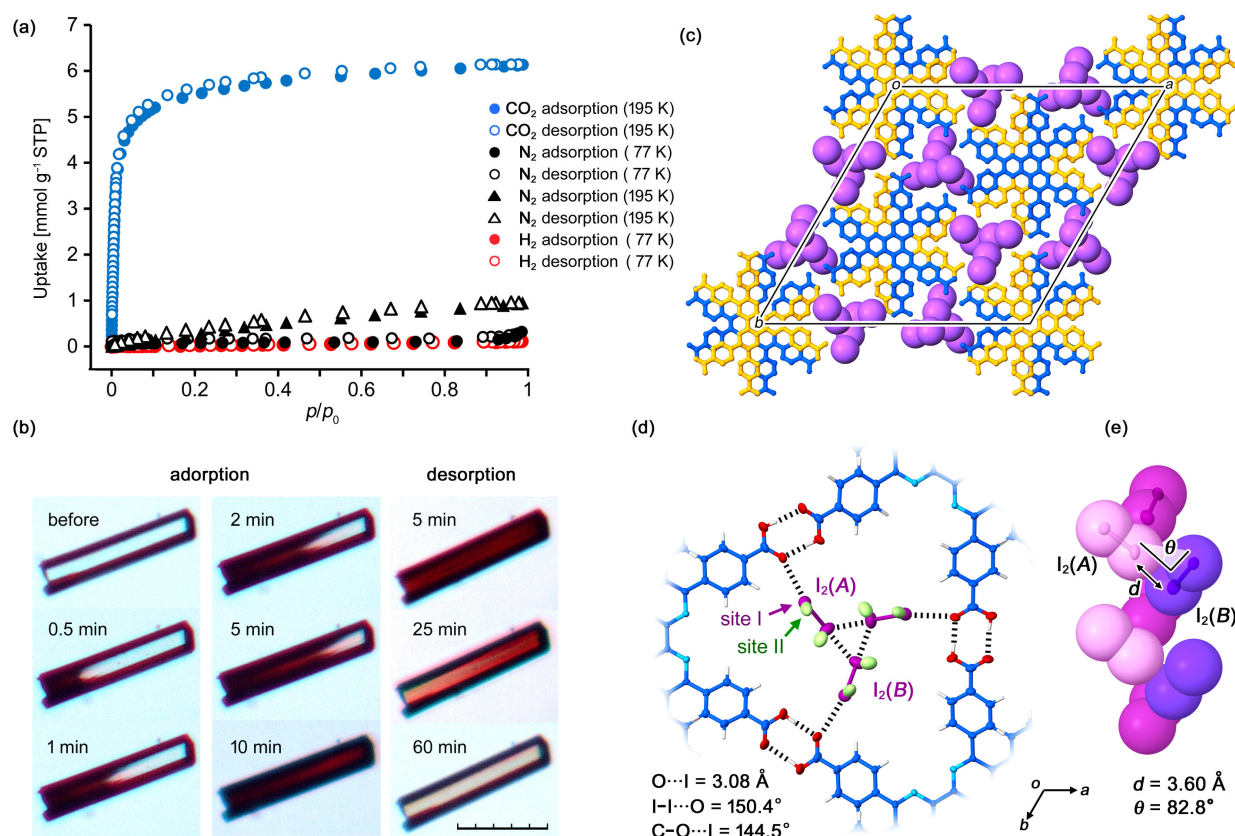 (a)
Uptake [mmol g⁻¹ STP]
7
6
5
4
3
2
1
0
0
0.2
0.4
0.6
0.8
1
p/p₀
CO₂ adsorption (195 K)
CO₂ desorption (195 K)
N₂ adsorption ( 77 K)
N₂ desorption ( 77 K)
N₂ adsorption (195 K)
N₂ desorption (195 K)
H₂ adsorption ( 77 K)
H₂ desorption ( 77 K)
(b)
adorption
desorption
before
2 min
5 min
0.5 min
5 min
25 min
1 min
10 min
60 min
(c)
o
a
b
(d)
I₂(A)
site I
site II
I₂(B)
O···I = 3.08 Å
I−I···O = 150.4°
C−O···I = 144.5°
o
a
b
(e)
I₂(A)
θ
d
I₂(B)
d = 3.60 Å
θ = 82.8°